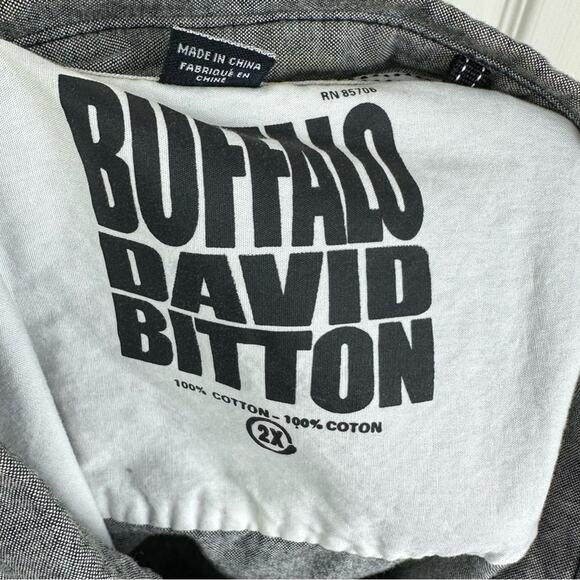 MADE IN CHINA
FABRIQUÉ EN
CHINE
RN 85706
BUFFALO
DAVID
BITTON
100% COTTON - 100% COTON
2X